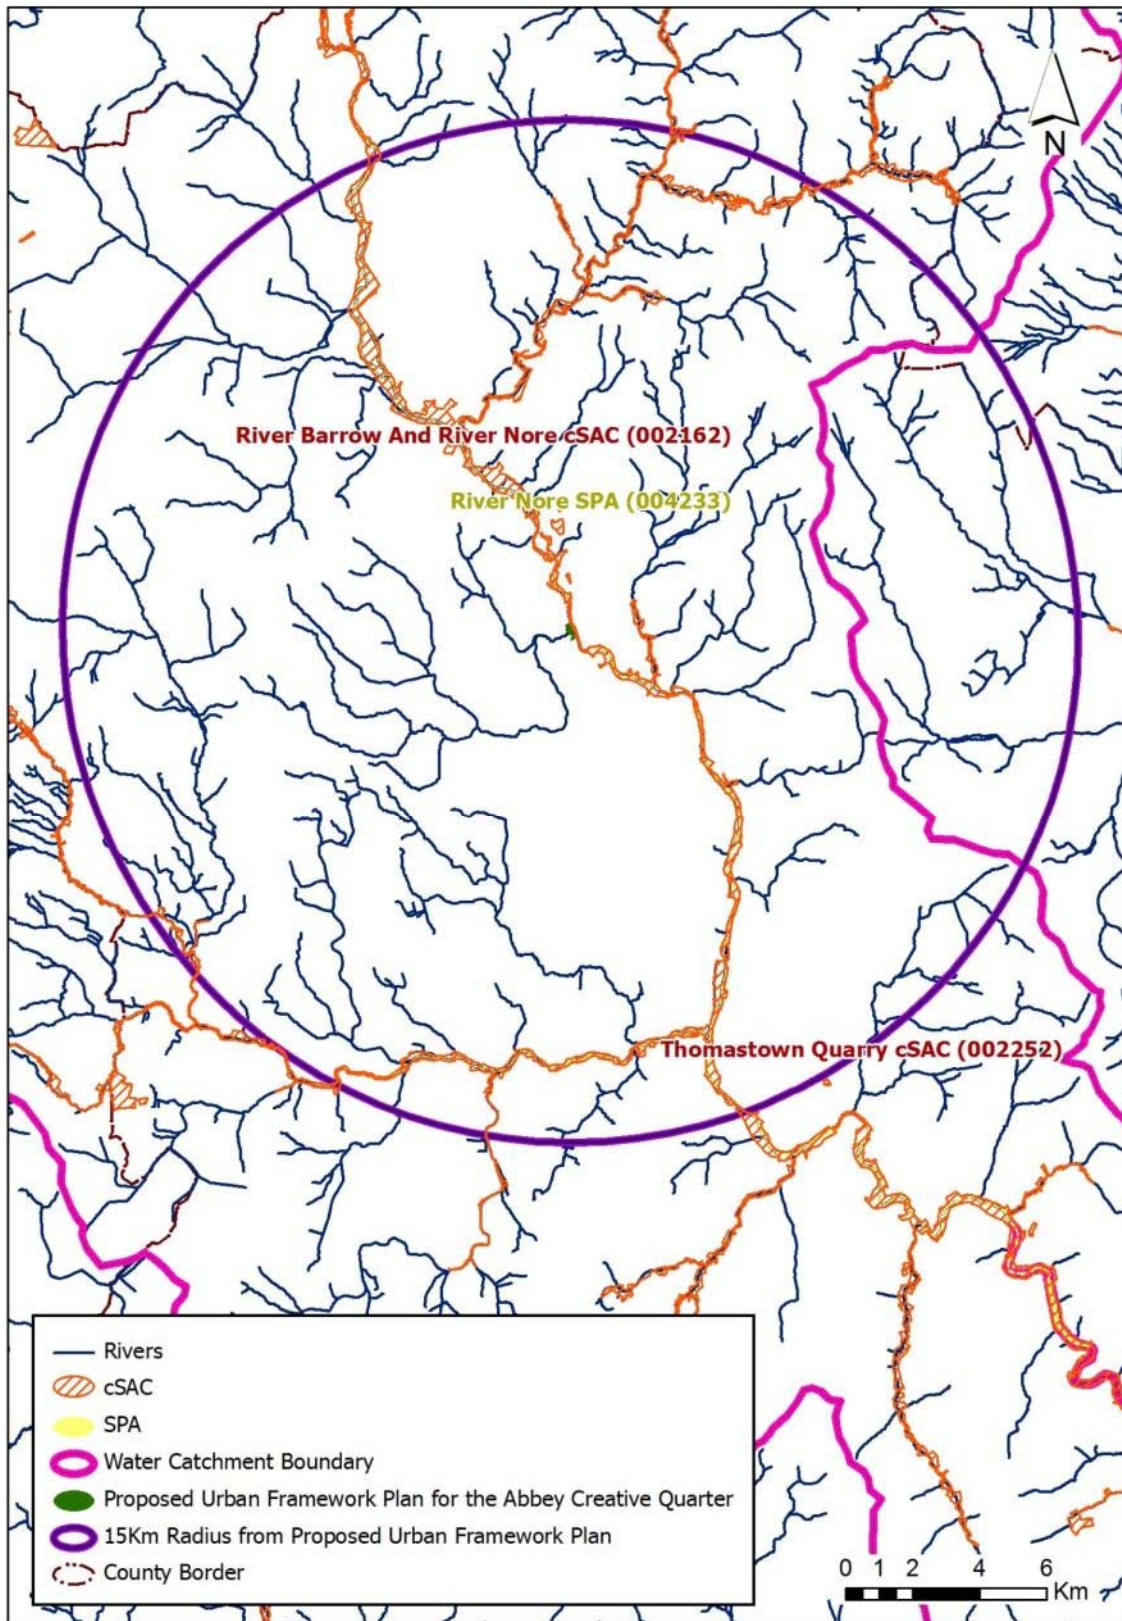 N
River Barrow And River Nore cSAC (002162)
River Nore SPA (004233)
Thomastown Quarry cSAC (002252)
Rivers
cSAC
SPA
Water Catchment Boundary
Proposed Urban Framework Plan for the Abbey Creative Quarter
15Km Radius from Proposed Urban Framework Plan
County Border
0 1 2 4 6
Km